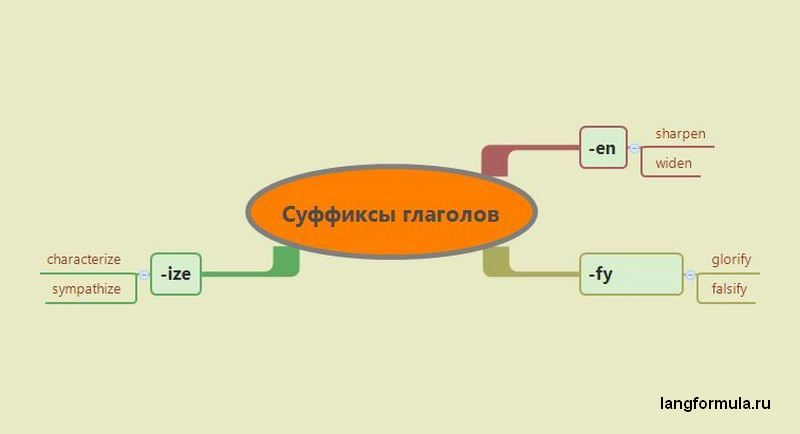 Суффиксы глаголов
-en
sharpen
widen
-fy
glorify
falsify
-ize
characterize
sympathize
langformula.ru